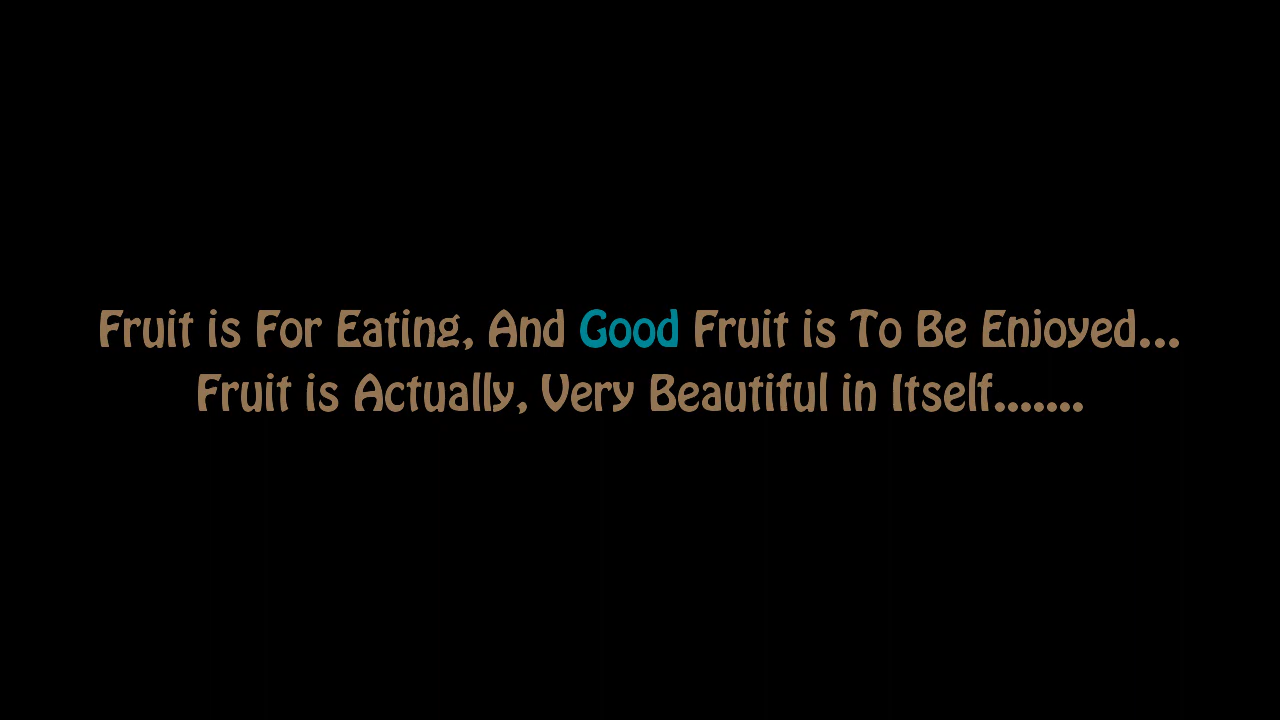 Fruit is For Eating, And Good Fruit is To Be Enjoyed...
Fruit is Actually, Very Beautiful in Itself.......